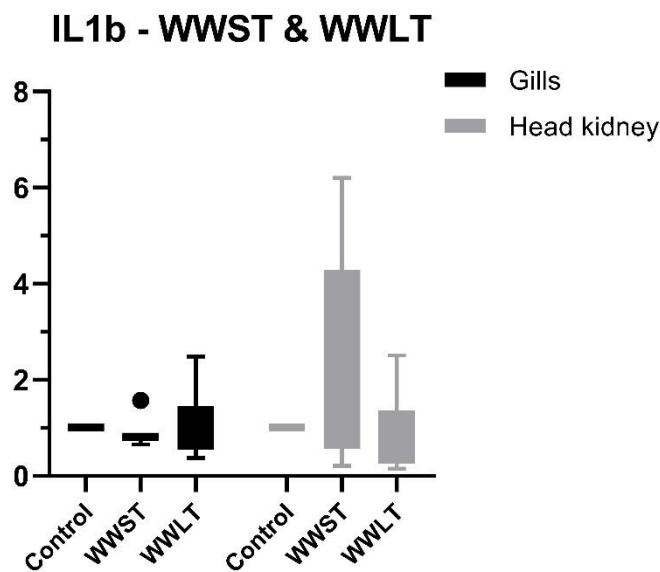 IL1b - WWST & WWLT
Gills
Head kidney
8
6
4
2
0
Control
WWST
WWLT
Control
WWST
WWLT